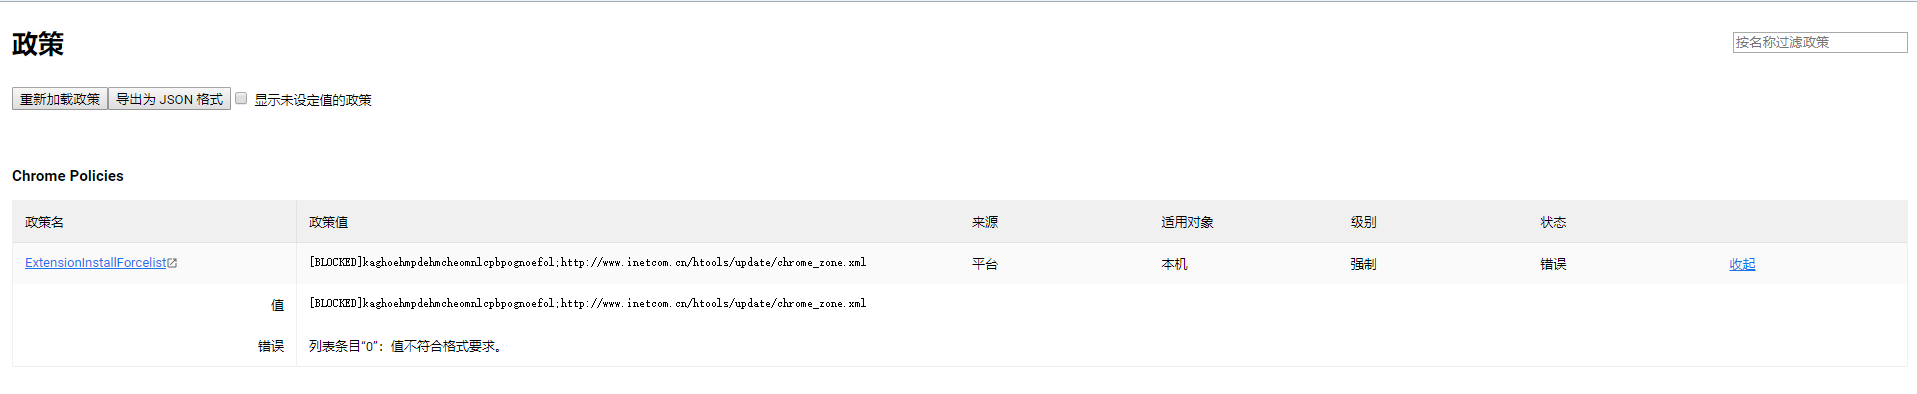 政策
按名称过滤政策
重新加载政策 导出为 JSON 格式 显示未设定值的政策
Chrome Policies
政策名 政策值 来源 适用对象 级别 状态
ExtensionInstallForcelist [BLOCKED]kaghoehmpdehmcheomnlcpbpognoefol;http://www.inetcom.cn/htools/update/chrome_zone.xml 平台 本机 强制 错误 收起
值 [BLOCKED]kaghoehmpdehmcheomnlcpbpognoefol;http://www.inetcom.cn/htools/update/chrome_zone.xml
错误 列表条目“0”：值不符合格式要求。